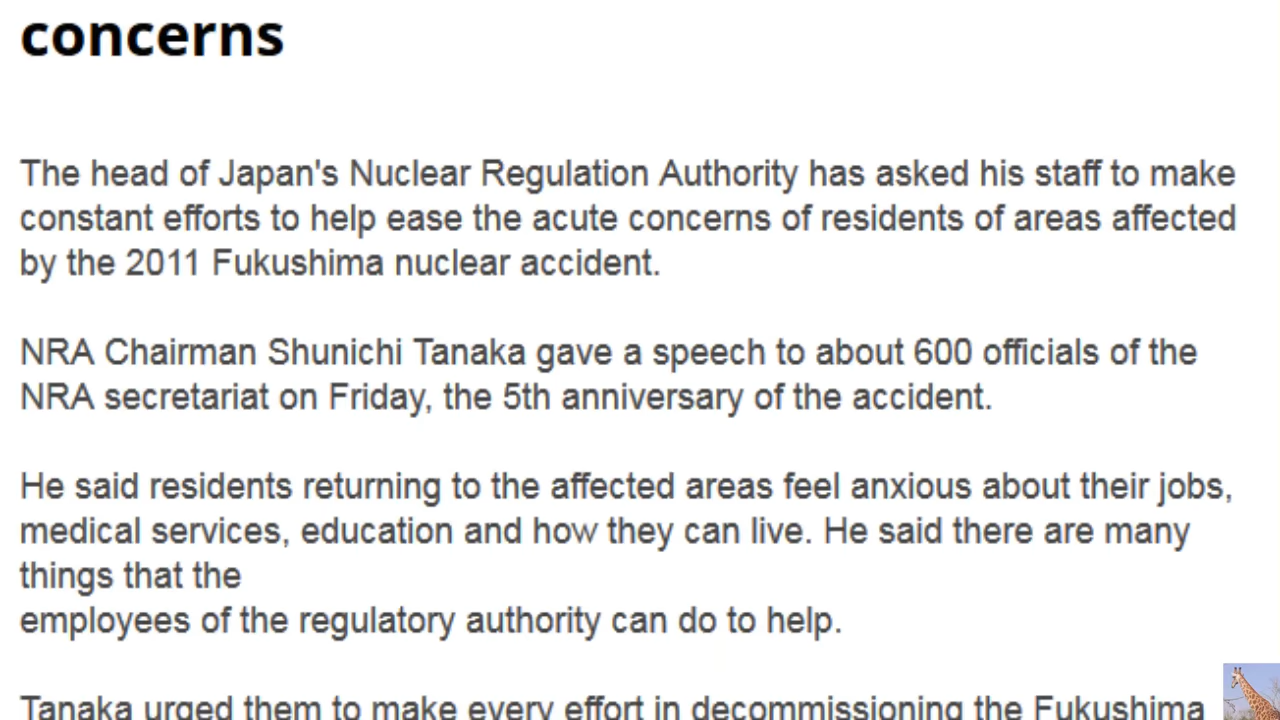 concerns
The head of Japan's Nuclear Regulation Authority has asked his staff to make
constant efforts to help ease the acute concerns of residents of areas affected
by the 2011 Fukushima nuclear accident.
NRA Chairman Shunichi Tanaka gave a speech to about 600 officials of the
NRA secretariat on Friday, the 5th anniversary of the accident.
He said residents returning to the affected areas feel anxious about their jobs,
medical services, education and how they can live. He said there are many
things that the
employees of the regulatory authority can do to help.
Tanaka urged them to make every effort in decommissioning the Fukushima